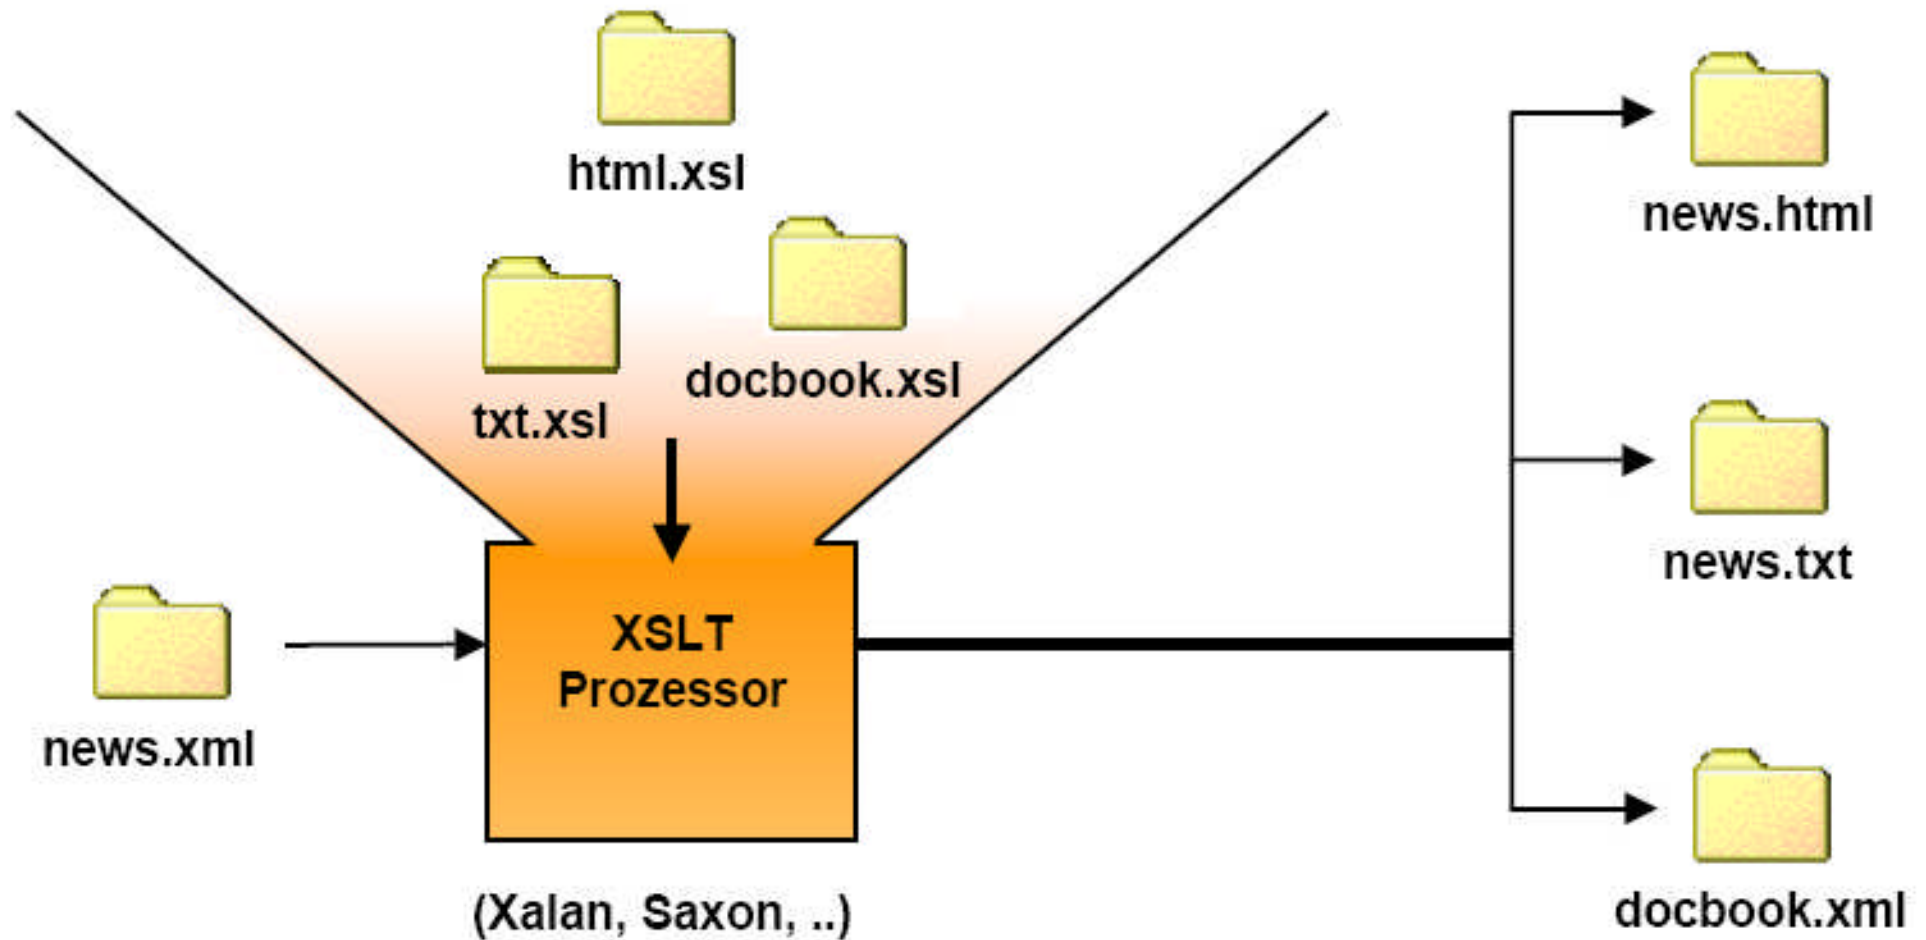 html.xsl
news.html
docbook.xsl
txt.xsl
news.txt
XSLT
Prozessor
news.xml
(Xalan, Saxon, ..)
docbook.xml